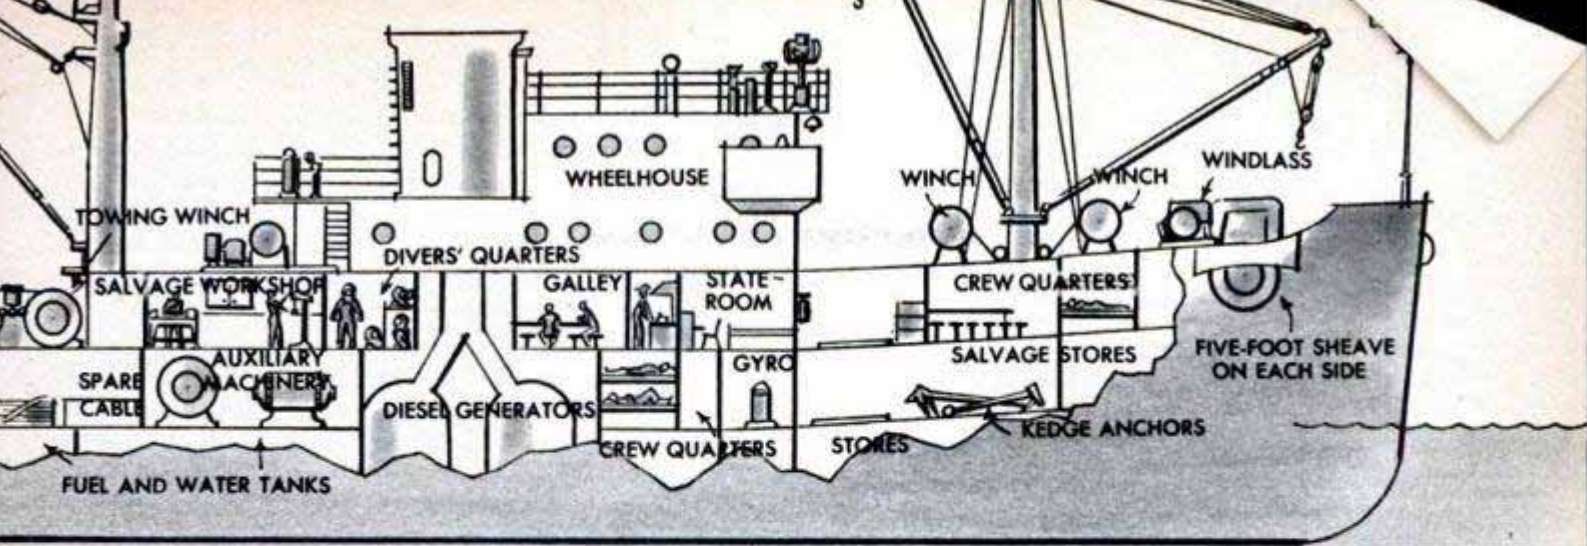 WHEELHOUSE
WINDLASS
WINCH
WINCH
TOWING WINCH
DIVERS' QUARTERS
SALVAGE WORKSHOP
GALLEY
STATE-
ROOM
CREW QUARTERS
FIVE-FOOT SHEAVE
ON EACH SIDE
SALVAGE STORES
AUXILIARY
MACHINERY
GYRO
SPARE
CABLE
DIESEL GENERATORS
KEDGE ANCHORS
CREW QUARTERS
STORES
FUEL AND WATER TANKS